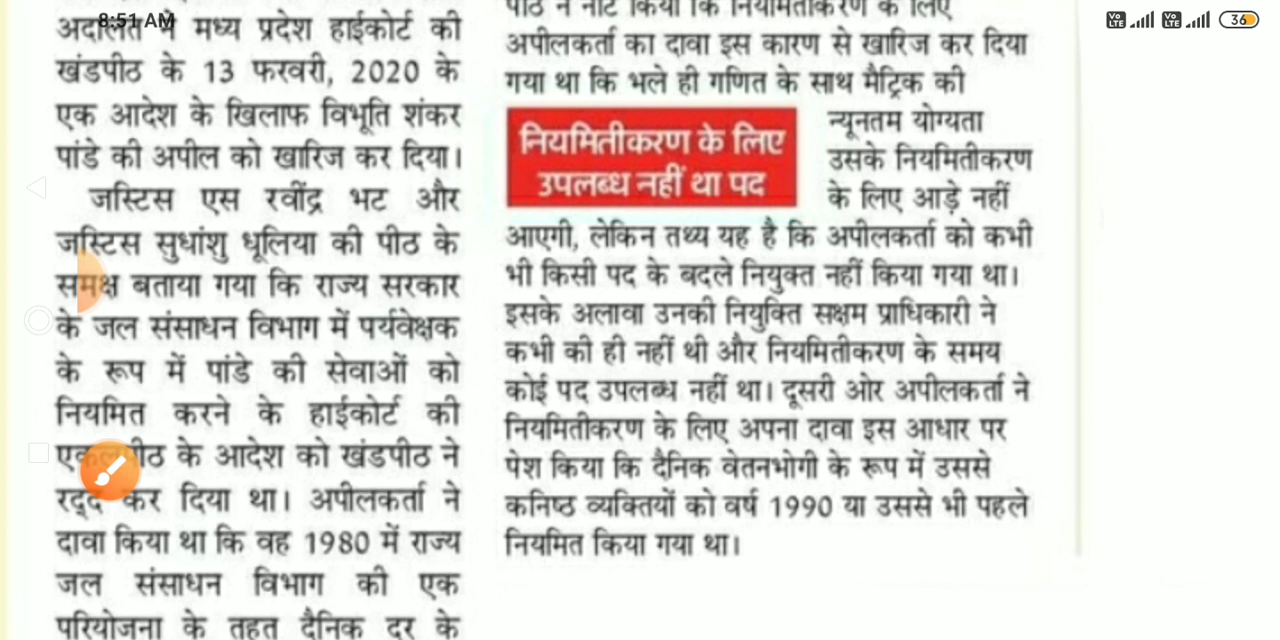 8:51 AM
36
अदालत ने मध्य प्रदेश हाईकोर्ट की
खंडपीठ के 13 फरवरी, 2020 के
एक आदेश के खिलाफ विभूति शंकर
पांडे की अपील को खारिज कर दिया।
जस्टिस एस रवींद्र भट और
जस्टिस सुधांशु धूलिया की पीठ के
समक्ष बताया गया कि राज्य सरकार
के जल संसाधन विभाग में पर्यवेक्षक
के रूप में पांडे की सेवाओं को
नियमित करने के हाईकोर्ट की
एकलपीठ के आदेश को खंडपीठ ने
रद्द कर दिया था। अपीलकर्ता ने
दावा किया था कि वह 1980 में राज्य
जल संसाधन विभाग की एक
परियोजना के तहत दैनिक दर के
पीठ ने नोट किया कि नियमितीकरण के लिए
अपीलकर्ता का दावा इस कारण से खारिज कर दिया
गया था कि भले ही गणित के साथ मैट्रिक की
न्यूनतम योग्यता
उसके नियमितीकरण
के लिए आड़े नहीं
नियमितीकरण के लिए
उपलब्ध नहीं था पद
आएगी, लेकिन तथ्य यह है कि अपीलकर्ता को कभी
भी किसी पद के बदले नियुक्त नहीं किया गया था।
इसके अलावा उनकी नियुक्ति सक्षम प्राधिकारी ने
कभी की ही नहीं थी और नियमितीकरण के समय
कोई पद उपलब्ध नहीं था। दूसरी ओर अपीलकर्ता ने
नियमितीकरण के लिए अपना दावा इस आधार पर
पेश किया कि दैनिक वेतनभोगी के रूप में उससे
कनिष्ठ व्यक्तियों को वर्ष 1990 या उससे भी पहले
नियमित किया गया था।